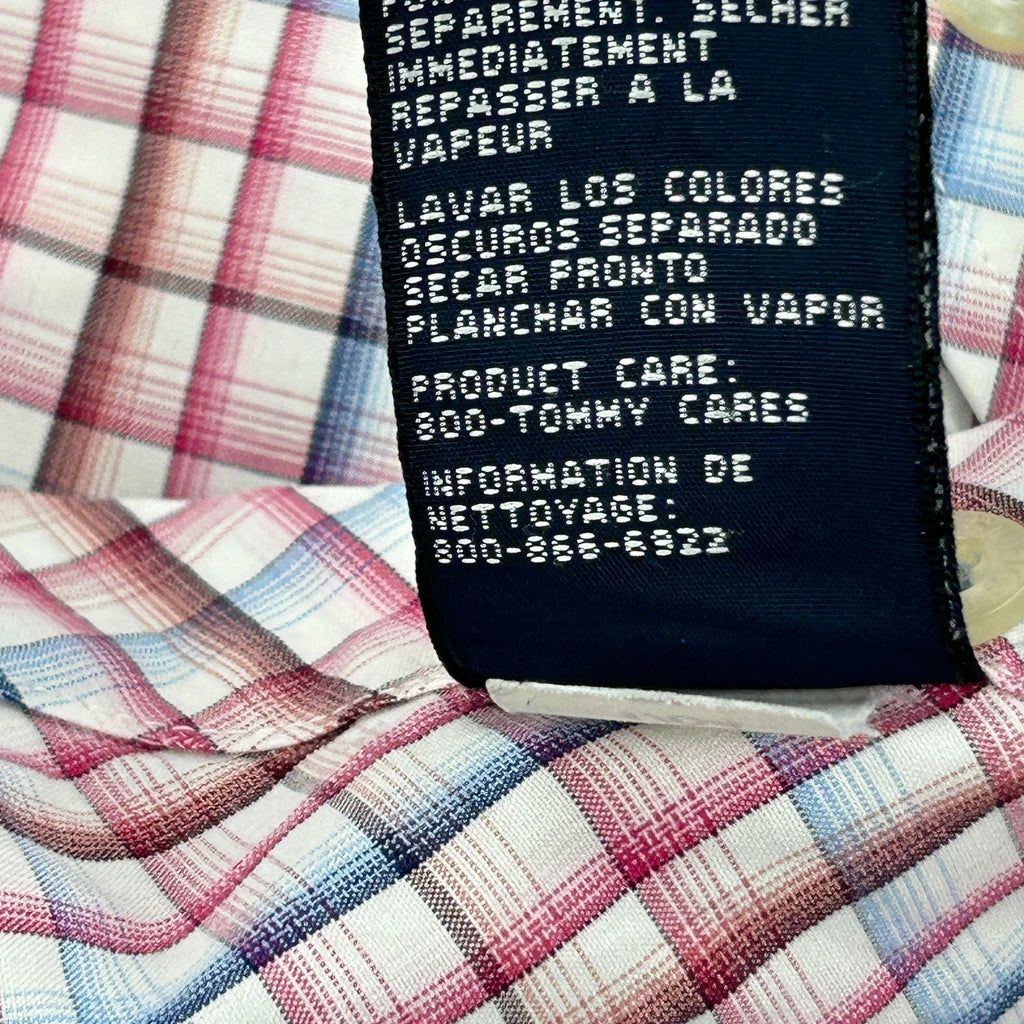 SEPAREMENT. SECHER
IMMEDIATEMENT
REPASSER A LA
VAPEUR
LAVAR LOS COLORES
OSCUROS SEPARADO
SECAR PRONTO
PLANCHAR CON VAPOR
PRODUCT CARE:
800-TOMMY CARES
INFORMATION DE
NETTOYAGE:
800-866-6922